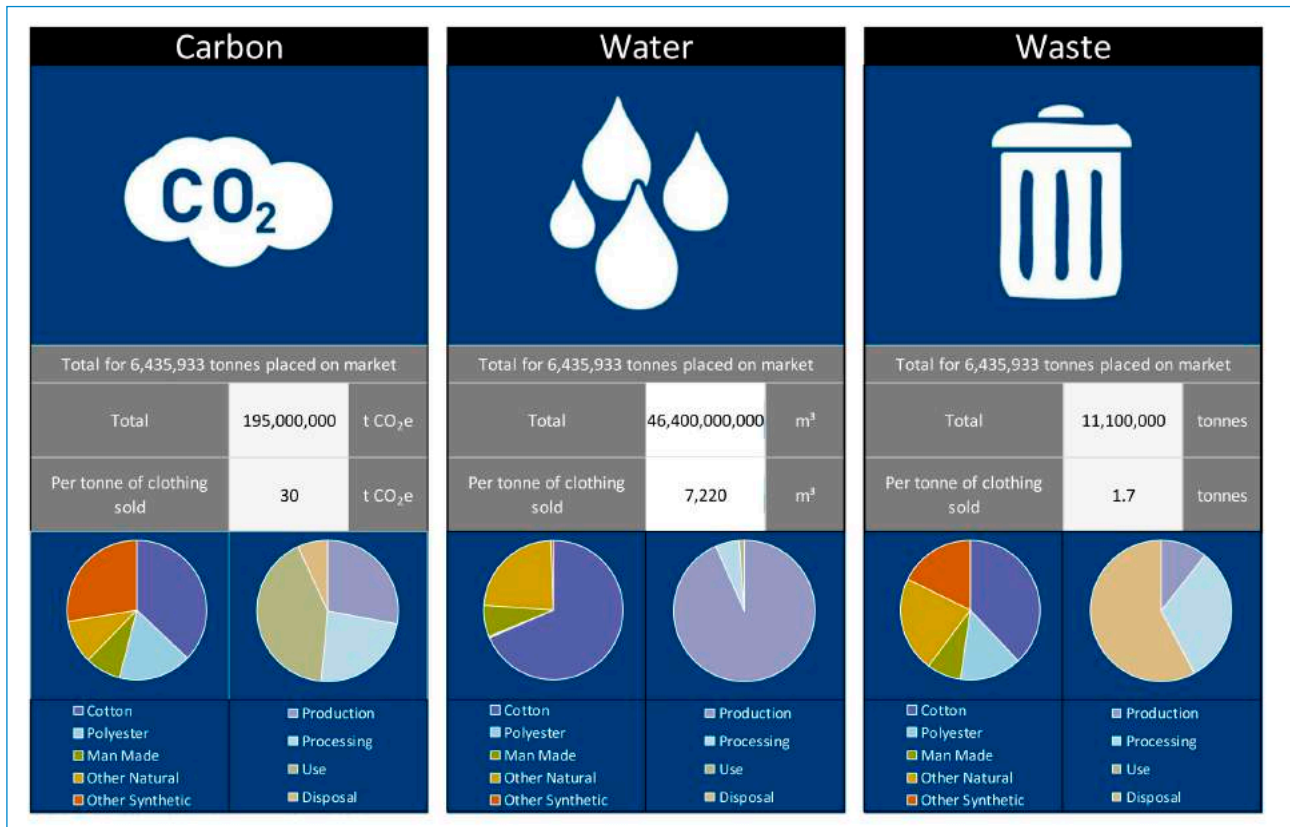 Carbon
CO2
Total for 6,435,933 tonnes placed on market
Total 195,000,000 t CO2e
Per tonne of clothing sold 30 t CO2e
Cotton
Polyester
Man Made
Other Natural
Other Synthetic
Production
Processing
Use
Disposal
Water
Total for 6,435,933 tonnes placed on market
Total 46,400,000,000 m³
Per tonne of clothing sold 7,220 m³
Cotton
Polyester
Man Made
Other Natural
Other Synthetic
Production
Processing
Use
Disposal
Waste
Total for 6,435,933 tonnes placed on market
Total 11,100,000 tonnes
Per tonne of clothing sold 1.7 tonnes
Cotton
Polyester
Man Made
Other Natural
Other Synthetic
Production
Processing
Use
Disposal